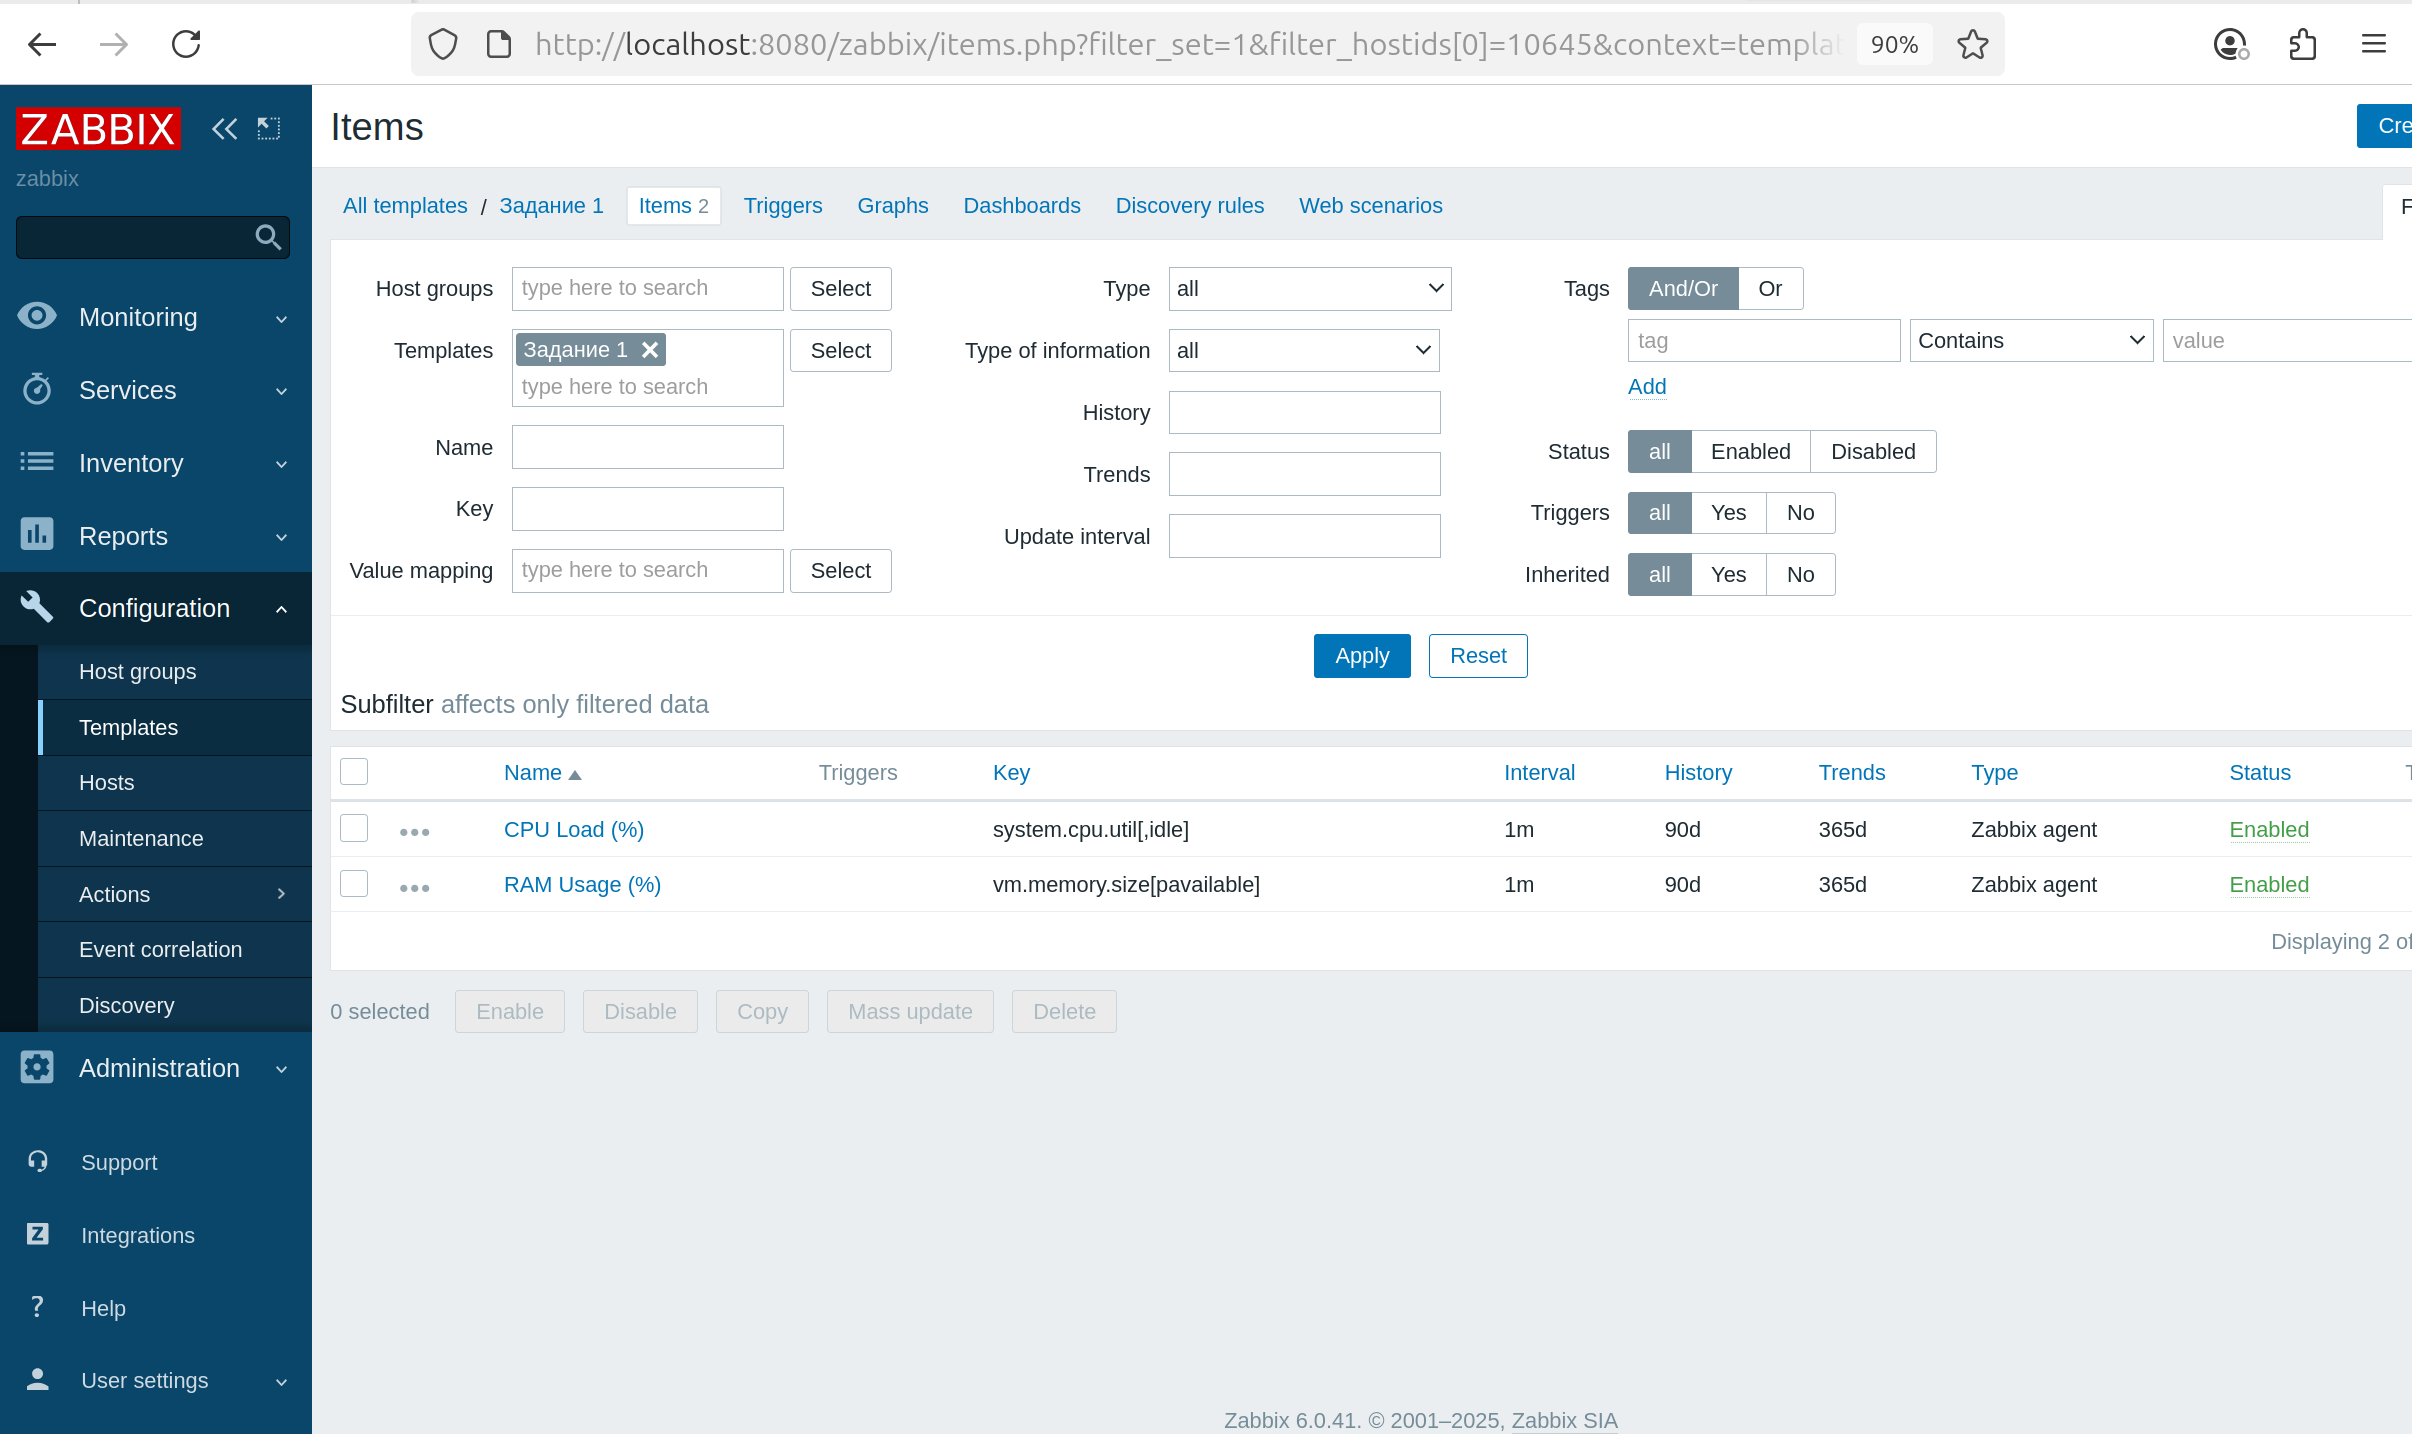 http://localhost:8080/zabbix/items.php?filter_set=1&filter_hostids[0]=10645&context=templat 90%
ZABBIX
zabbix
Monitoring
Services
Inventory
Reports
Configuration
Host groups
Templates
Hosts
Maintenance
Actions
Event correlation
Discovery
Administration
Support
Integrations
Help
User settings
Items
Cre
All templates / Задание 1 Items 2 Triggers Graphs Dashboards Discovery rules Web scenarios
F
Host groups type here to search Select
Templates Задание 1 Select
type here to search
Name
Key
Value mapping type here to search Select
Type all
Type of information all
History
Trends
Update interval
Tags And/Or Or
tag Contains value
Add
Status all Enabled Disabled
Triggers all Yes No
Inherited all Yes No
Apply Reset
Subfilter affects only filtered data
Name Triggers Key Interval History Trends Type Status
CPU Load (%) system.cpu.util[,idle] 1m 90d 365d Zabbix agent Enabled
RAM Usage (%) vm.memory.size[pavailable] 1m 90d 365d Zabbix agent Enabled
Displaying 2 of
0 selected Enable Disable Copy Mass update Delete
Zabbix 6.0.41. © 2001–2025, Zabbix SIA